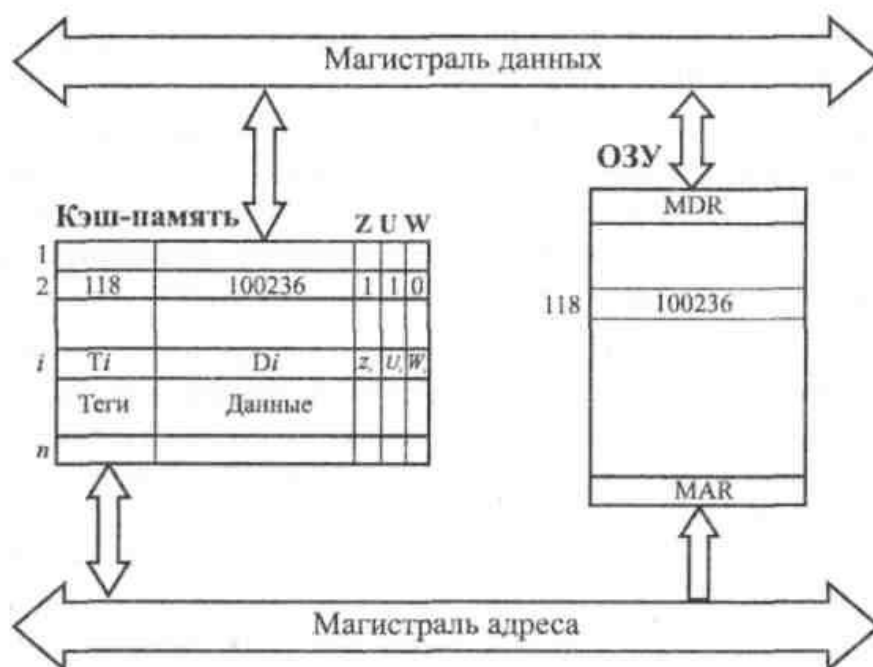 Магистраль данных
ОЗУ
Кэш-память Z U W
MDR
1
2 118 100236 1 1 0
118 100236
i Ti Di Zi Ui Wi
Теги Данные
n
MAR
Магистраль адреса